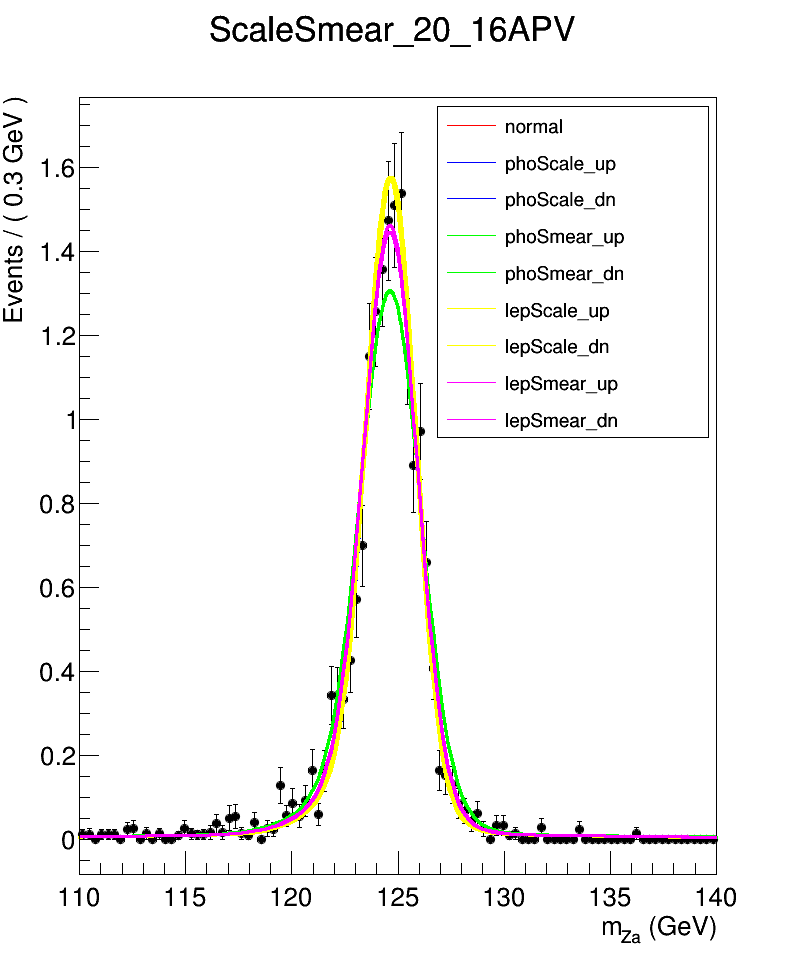 ScaleSmear_20_16APV
Events / ( 0.3 GeV )
1.6
1.4
1.2
1
0.8
0.6
0.4
0.2
0
normal
phoScale_up
phoScale_dn
phoSmear_up
phoSmear_dn
lepScale_up
lepScale_dn
lepSmear_up
lepSmear_dn
110 115 120 125 130 135 140
m_Za (GeV)